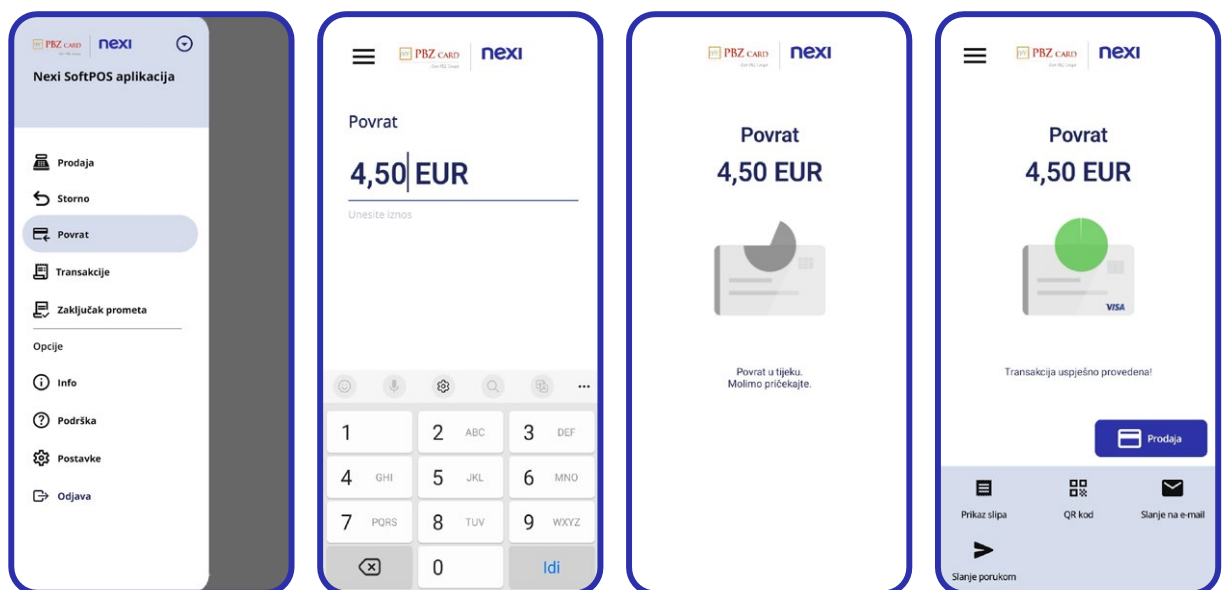 PBZ CARD nexi
Nexi SoftPOS aplikacija
Prodaja
Storno
Povrat
Transakcije
Zaključak prometa
Opcije
Info
Podrška
Postavke
Odjava
PBZ CARD nexi
Povrat
4,50 EUR
Unesite iznos
1
2 ABC
3 DEF
4 GHI
5 JKL
6 MNO
7 PQRS
8 TUV
9 WXYZ
0
Idi
PBZ CARD nexi
Povrat
4,50 EUR
Povrat u tijeku.
Molimo pričekajte.
PBZ CARD nexi
Povrat
4,50 EUR
VISA
Transakcija uspješno provedena!
Prodaja
Prikaz slipa
QR kod
Slanje na e-mail
Slanje porukom